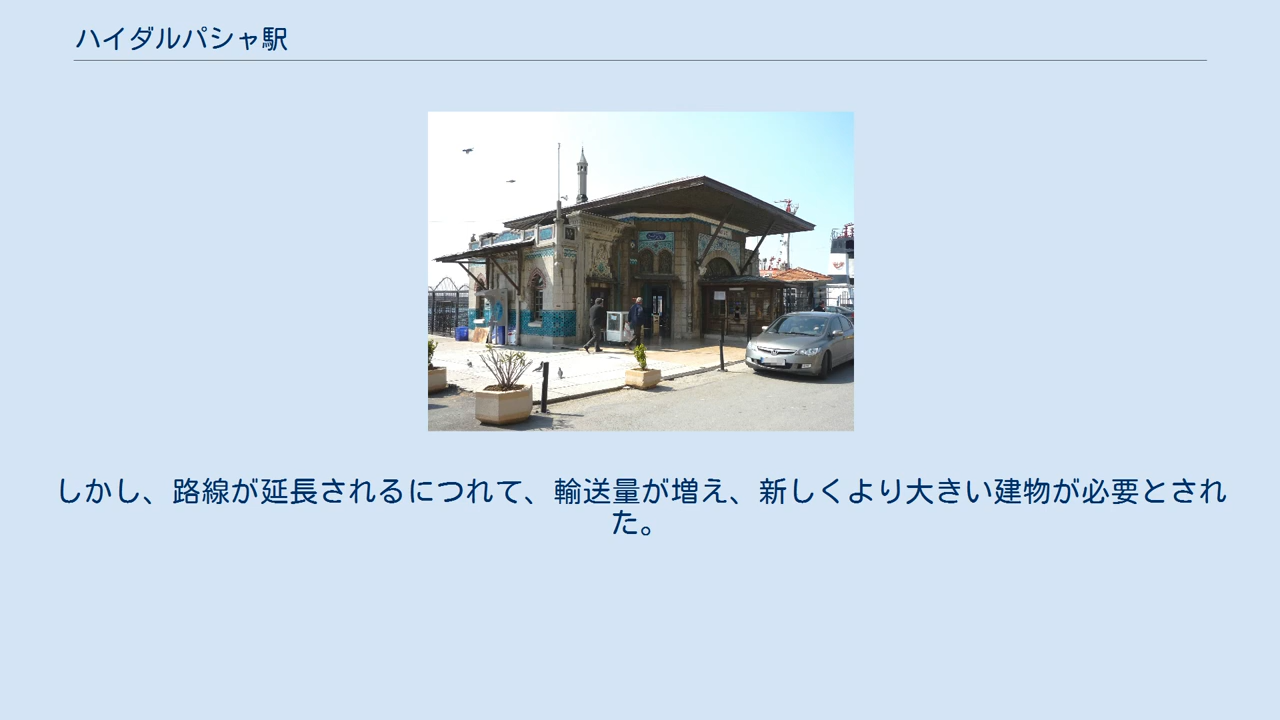 ハイダルパシャ駅
しかし、路線が延長されるにつれて、輸送量が増え、新しくより大きい建物が必要とされ
た。